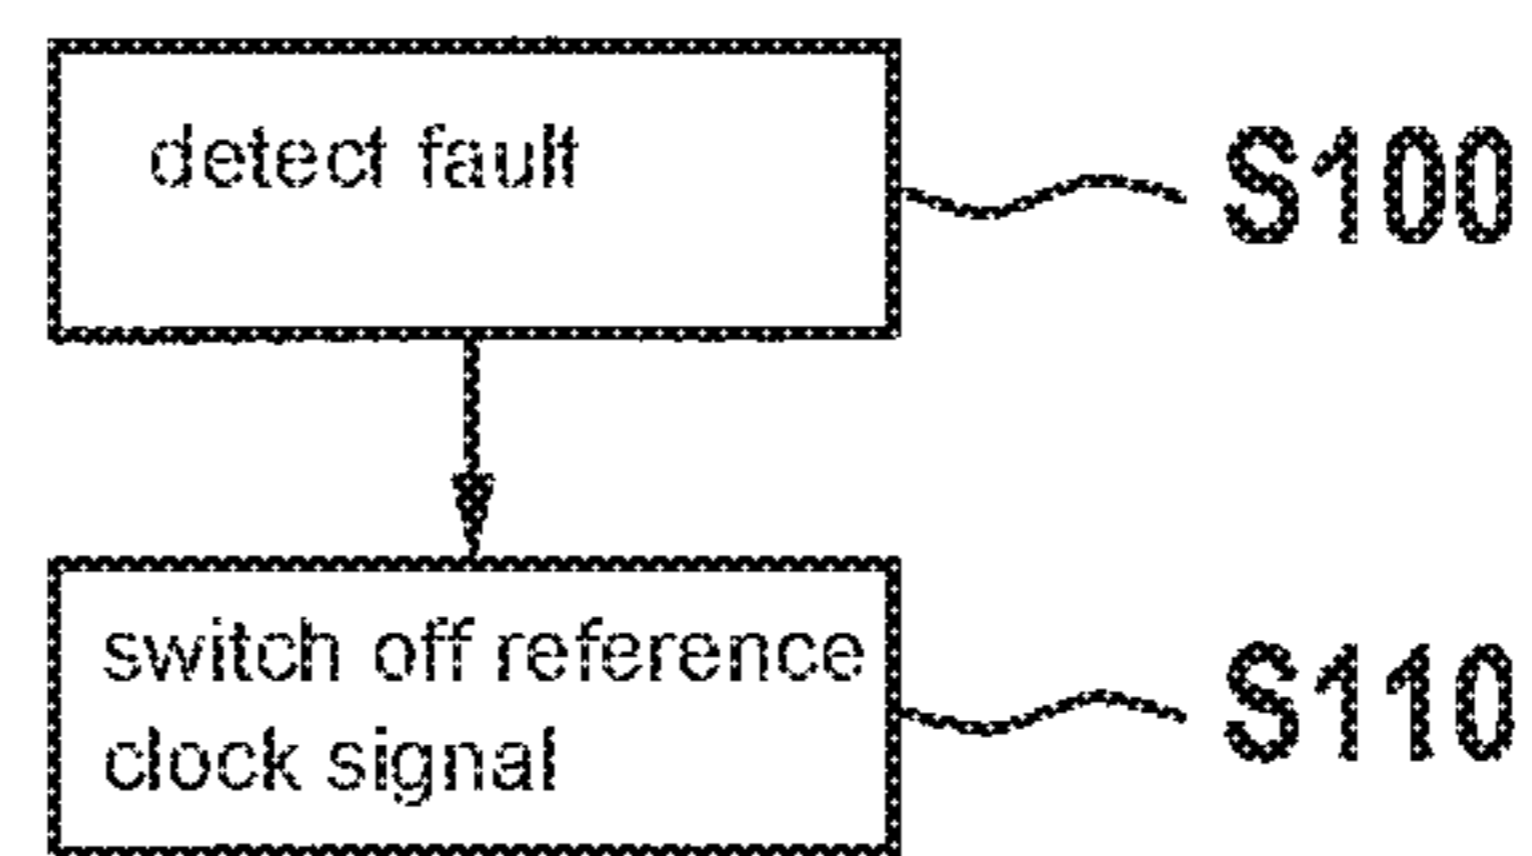 detect fault
S100
switch off reference
clock signal
S110